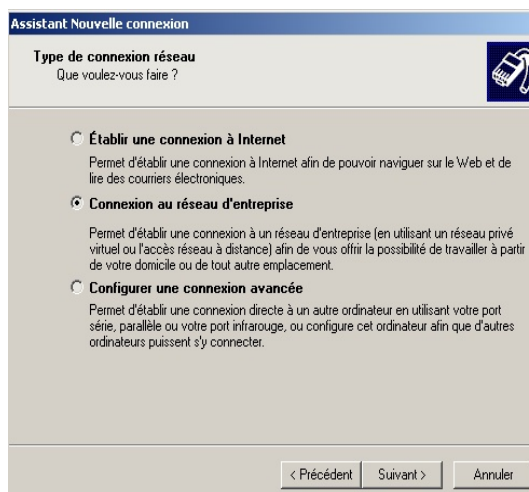 Assistant Nouvelle connexion
Type de connexion réseau
Que voulez-vous faire ?
Établir une connexion à Internet
Permet d'établir une connexion à Internet afin de pouvoir naviguer sur le Web et de
lire des courriers électroniques.
Connexion au réseau d'entreprise
Permet d'établir une connexion à un réseau d'entreprise (en utilisant un réseau privé
virtuel ou l'accès réseau à distance) afin de vous offrir la possibilité de travailler à partir
de votre domicile ou de tout autre emplacement.
Configurer une connexion avancée
Permet d'établir une connexion directe à un autre ordinateur en utilisant votre port
série, parallèle ou votre port infrarouge, ou configure cet ordinateur afin que d'autres
ordinateurs puissent s'y connecter.
< Précédent Suivant > Annuler